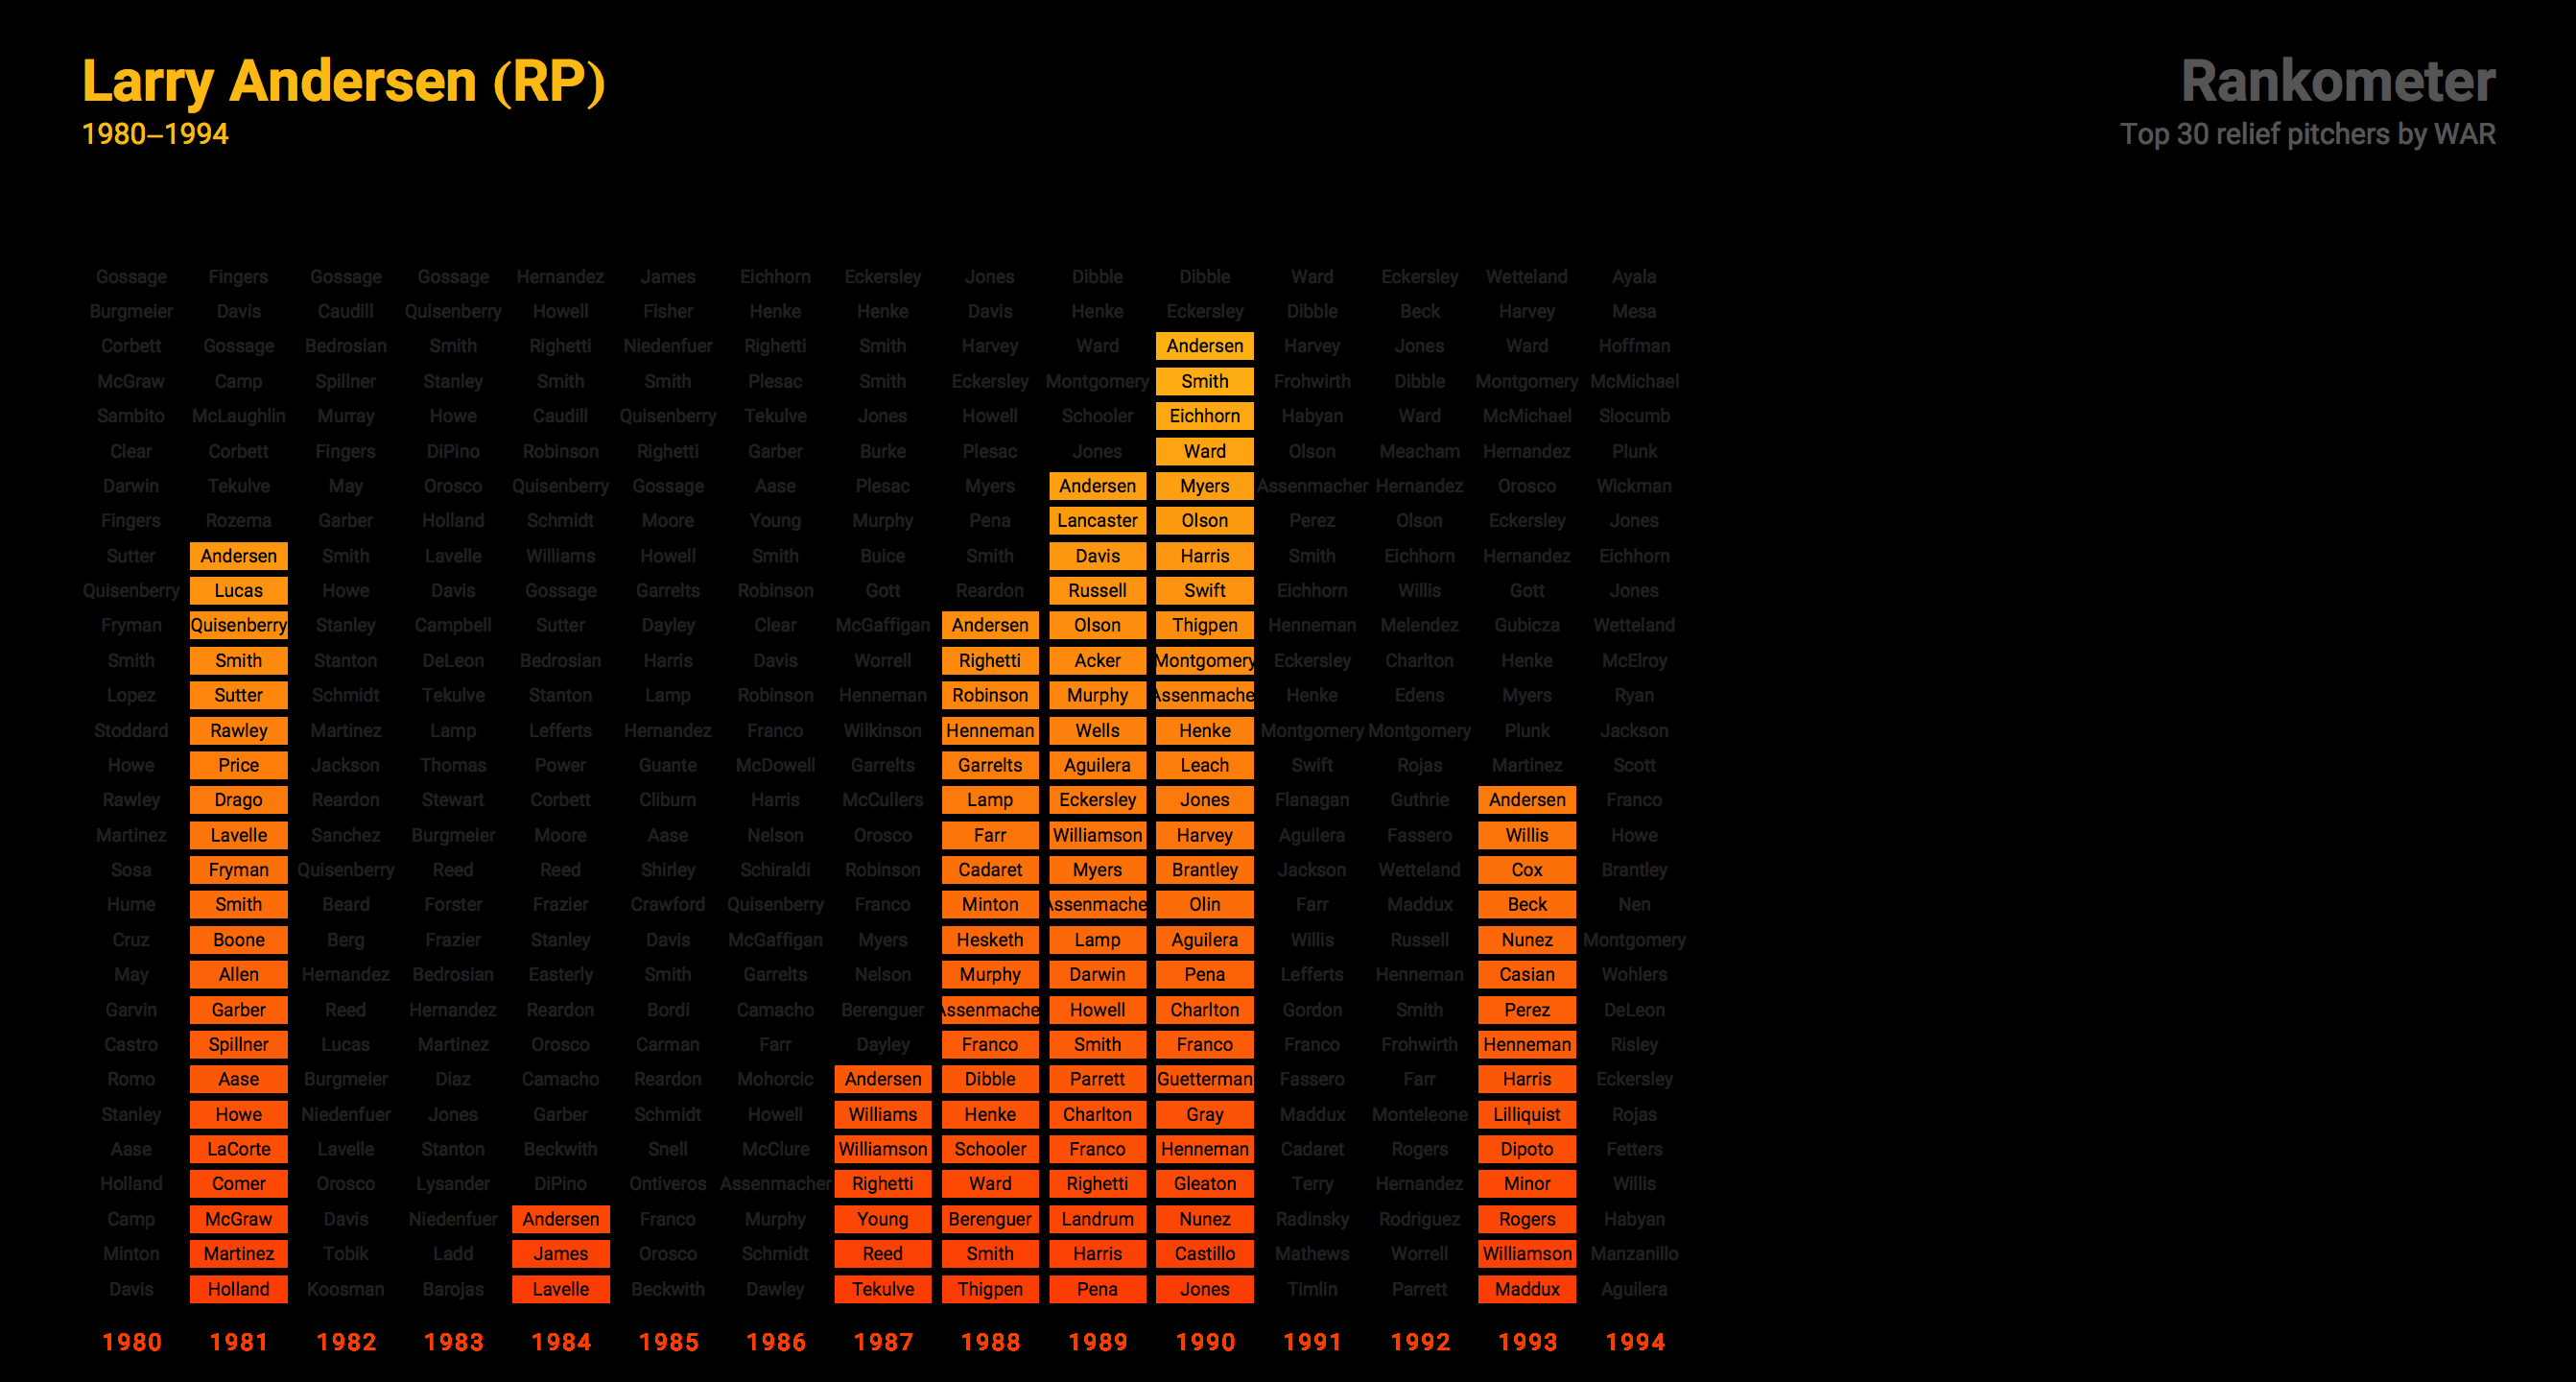 Larry Andersen (RP)
1980–1994
Rankometer
Top 30 relief pitchers by WAR
Gossage Fingers Gossage Gossage Hernandez James Eichhorn Eckersley Jones Dibble Dibble Ward Eckersley Wetteland Ayala
Burgmeier Davis Caudill Quisenberry Howell Fisher Henke Henke Davis Henke Eckersley Dibble Beck Harvey Mesa
Corbett Gossage Bedrosian Smith Righetti Niedenfuer Righetti Smith Harvey Ward Andersen Harvey Jones Ward Hoffman
McGraw Camp Spillner Stanley Smith Smith Plesac Smith Eckersley Montgomery Smith Frohwirth Dibble Montgomery McMichael
Sambito McLaughlin Murray Howe Caudill Quisenberry Tekulve Jones Howell Schooler Eichhorn Habyan Ward McMichael Slocumb
Clear Corbett Fingers DiPino Robinson Righetti Garber Burke Plesac Jones Ward Olson Meacham Hernandez Plunk
Darwin Tekulve May Orosco Quisenberry Gossage Aase Plesac Myers Andersen Myers Assenmacher Hernandez Orosco Wickman
Fingers Rozema Garber Holland Schmidt Moore Young Murphy Pena Lancaster Olson Perez Olson Eckersley Jones
Sutter Andersen Smith Lavelle Williams Howell Smith Buice Smith Davis Harris Smith Eichhorn Hernandez Eichhorn
Quisenberry Lucas Howe Davis Gossage Garrelts Robinson Gott Reardon Russell Swift Eichhorn Willis Gott Jones
Fryman Quisenberry Stanley Campbell Sutter Dayley Clear McGaffigan Andersen Olson Thigpen Henneman Melendez Gubicza Wetteland
Smith Smith Stanton DeLeon Bedrosian Harris Davis Worrell Righetti Acker Montgomery Eckersley Charlton Henke McElroy
Lopez Sutter Schmidt Tekulve Stanton Lamp Robinson Henneman Robinson Murphy Assenmache Henke Edens Myers Ryan
Stoddard Rawley Martinez Lamp Lefferts Hernandez Franco Wilkinson Henneman Wells Henke Montgomery Montgomery Plunk Jackson
Howe Price Jackson Thomas Power Guante McDowell Garrelts Garrelts Aguilera Leach Swift Rojas Martinez Scott
Rawley Drago Reardon Stewart Corbett Cliburn Harris McCullers Lamp Eckersley Jones Flanagan Guthrie Andersen Franco
Martinez Lavelle Sanchez Burgmeier Moore Aase Nelson Orosco Farr Williamson Harvey Aguilera Fassero Willis Howe
Sosa Fryman Quisenberry Reed Reed Shirley Schiraldi Robinson Cadaret Myers Brantley Jackson Wetteland Cox Brantley
Hume Smith Beard Forster Frazier Crawford Quisenberry Franco Minton Assenmache Olin Farr Maddux Beck Nen
Cruz Boone Berg Frazier Stanley Davis McGaffigan Myers Hesketh Lamp Aguilera Willis Russell Nunez Montgomery
May Allen Hernandez Bedrosian Easterly Smith Garrelts Nelson Murphy Darwin Pena Lefferts Henneman Casian Wohlers
Garvin Garber Reed Hernandez Reardon Bordi Camacho Berenguer Assenmache Howell Charlton Gordon Smith Perez DeLeon
Castro Spillner Lucas Martinez Orosco Carman Farr Dayley Franco Smith Franco Franco Frohwirth Henneman Risley
Romo Aase Burgmeier Diaz Camacho Reardon Mohorcic Andersen Dibble Parrett Guetterman Fassero Farr Harris Eckersley
Stanley Howe Niedenfuer Jones Garber Schmidt Howell Williams Henke Charlton Gray Maddux Monteleone Lilliquist Rojas
Aase LaCorte Lavelle Stanton Beckwith Snell McClure Williamson Schooler Franco Henneman Cadaret Rogers Dipoto Fetters
Holland Comer Orosco Lysander DiPino Ontiveros Assenmacher Righetti Ward Righetti Gleaton Terry Hernandez Minor Willis
Camp McGraw Davis Niedenfuer Andersen Franco Murphy Young Berenguer Landrum Nunez Radinsky Rodriguez Rogers Habyan
Minton Martinez Tobik Ladd James Orosco Schmidt Reed Smith Harris Castillo Mathews Worrell Williamson Manzanillo
Davis Holland Koosman Barojas Lavelle Beckwith Dawley Tekulve Thigpen Pena Jones Timlin Parrett Maddux Aguilera
1980 1981 1982 1983 1984 1985 1986 1987 1988 1989 1990 1991 1992 1993 1994